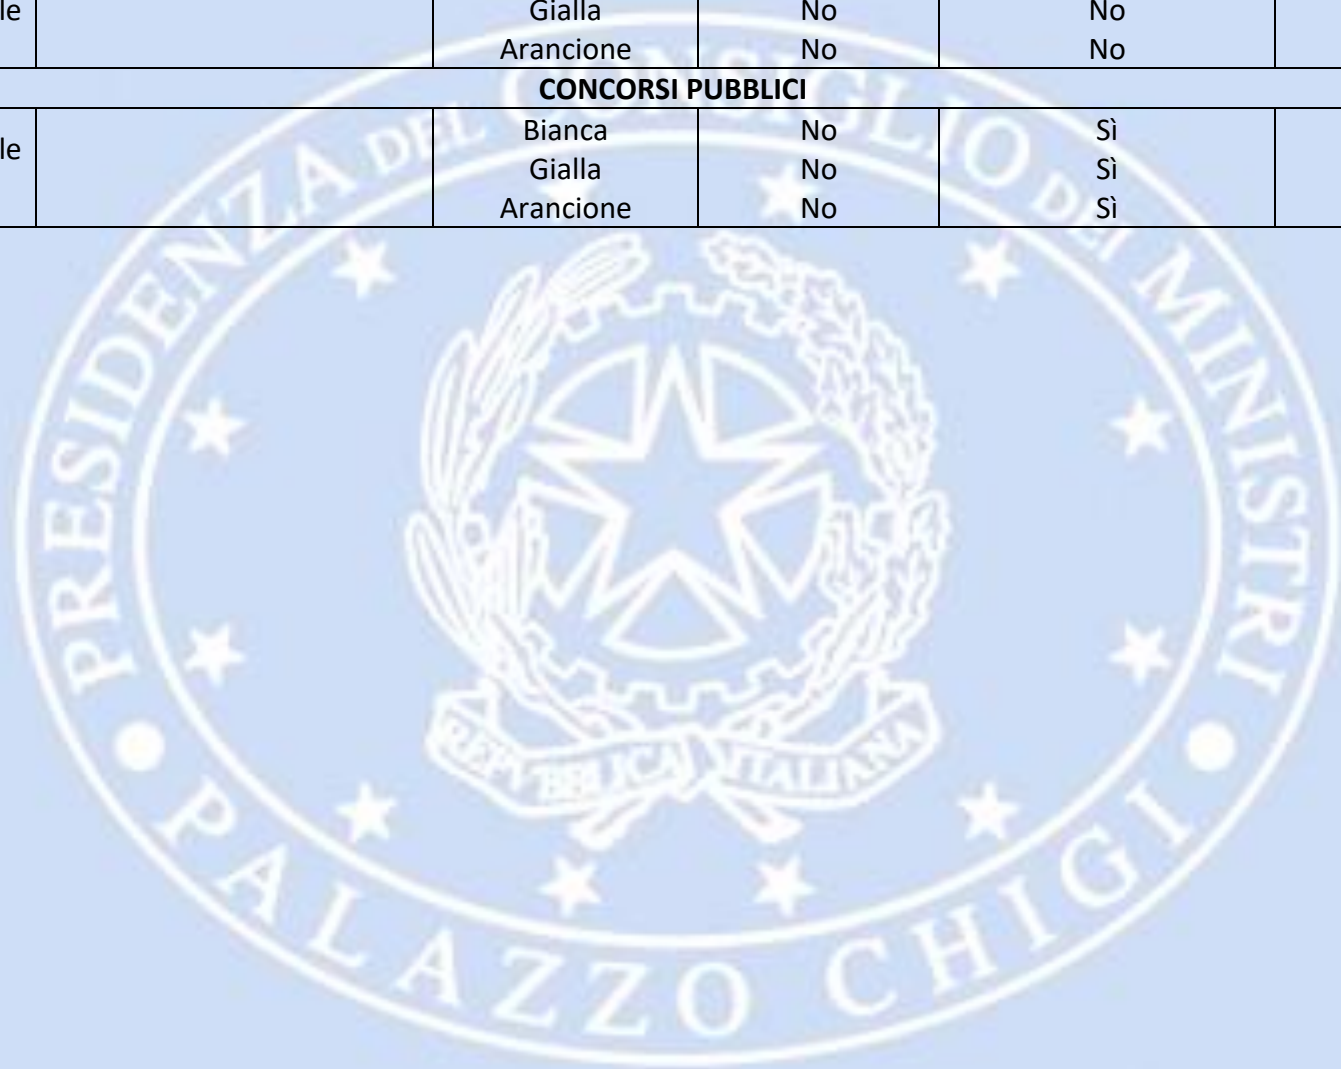 le Gialla No No
Arancione No No
CONCORSI PUBBLICI
Bianca No Sì
le Gialla No Sì
Arancione No Sì
PRESIDENZA DEL CONSIGLIO DEI MINISTRI
REPVBBLICA ITALIANA
PALAZZO CHIGI